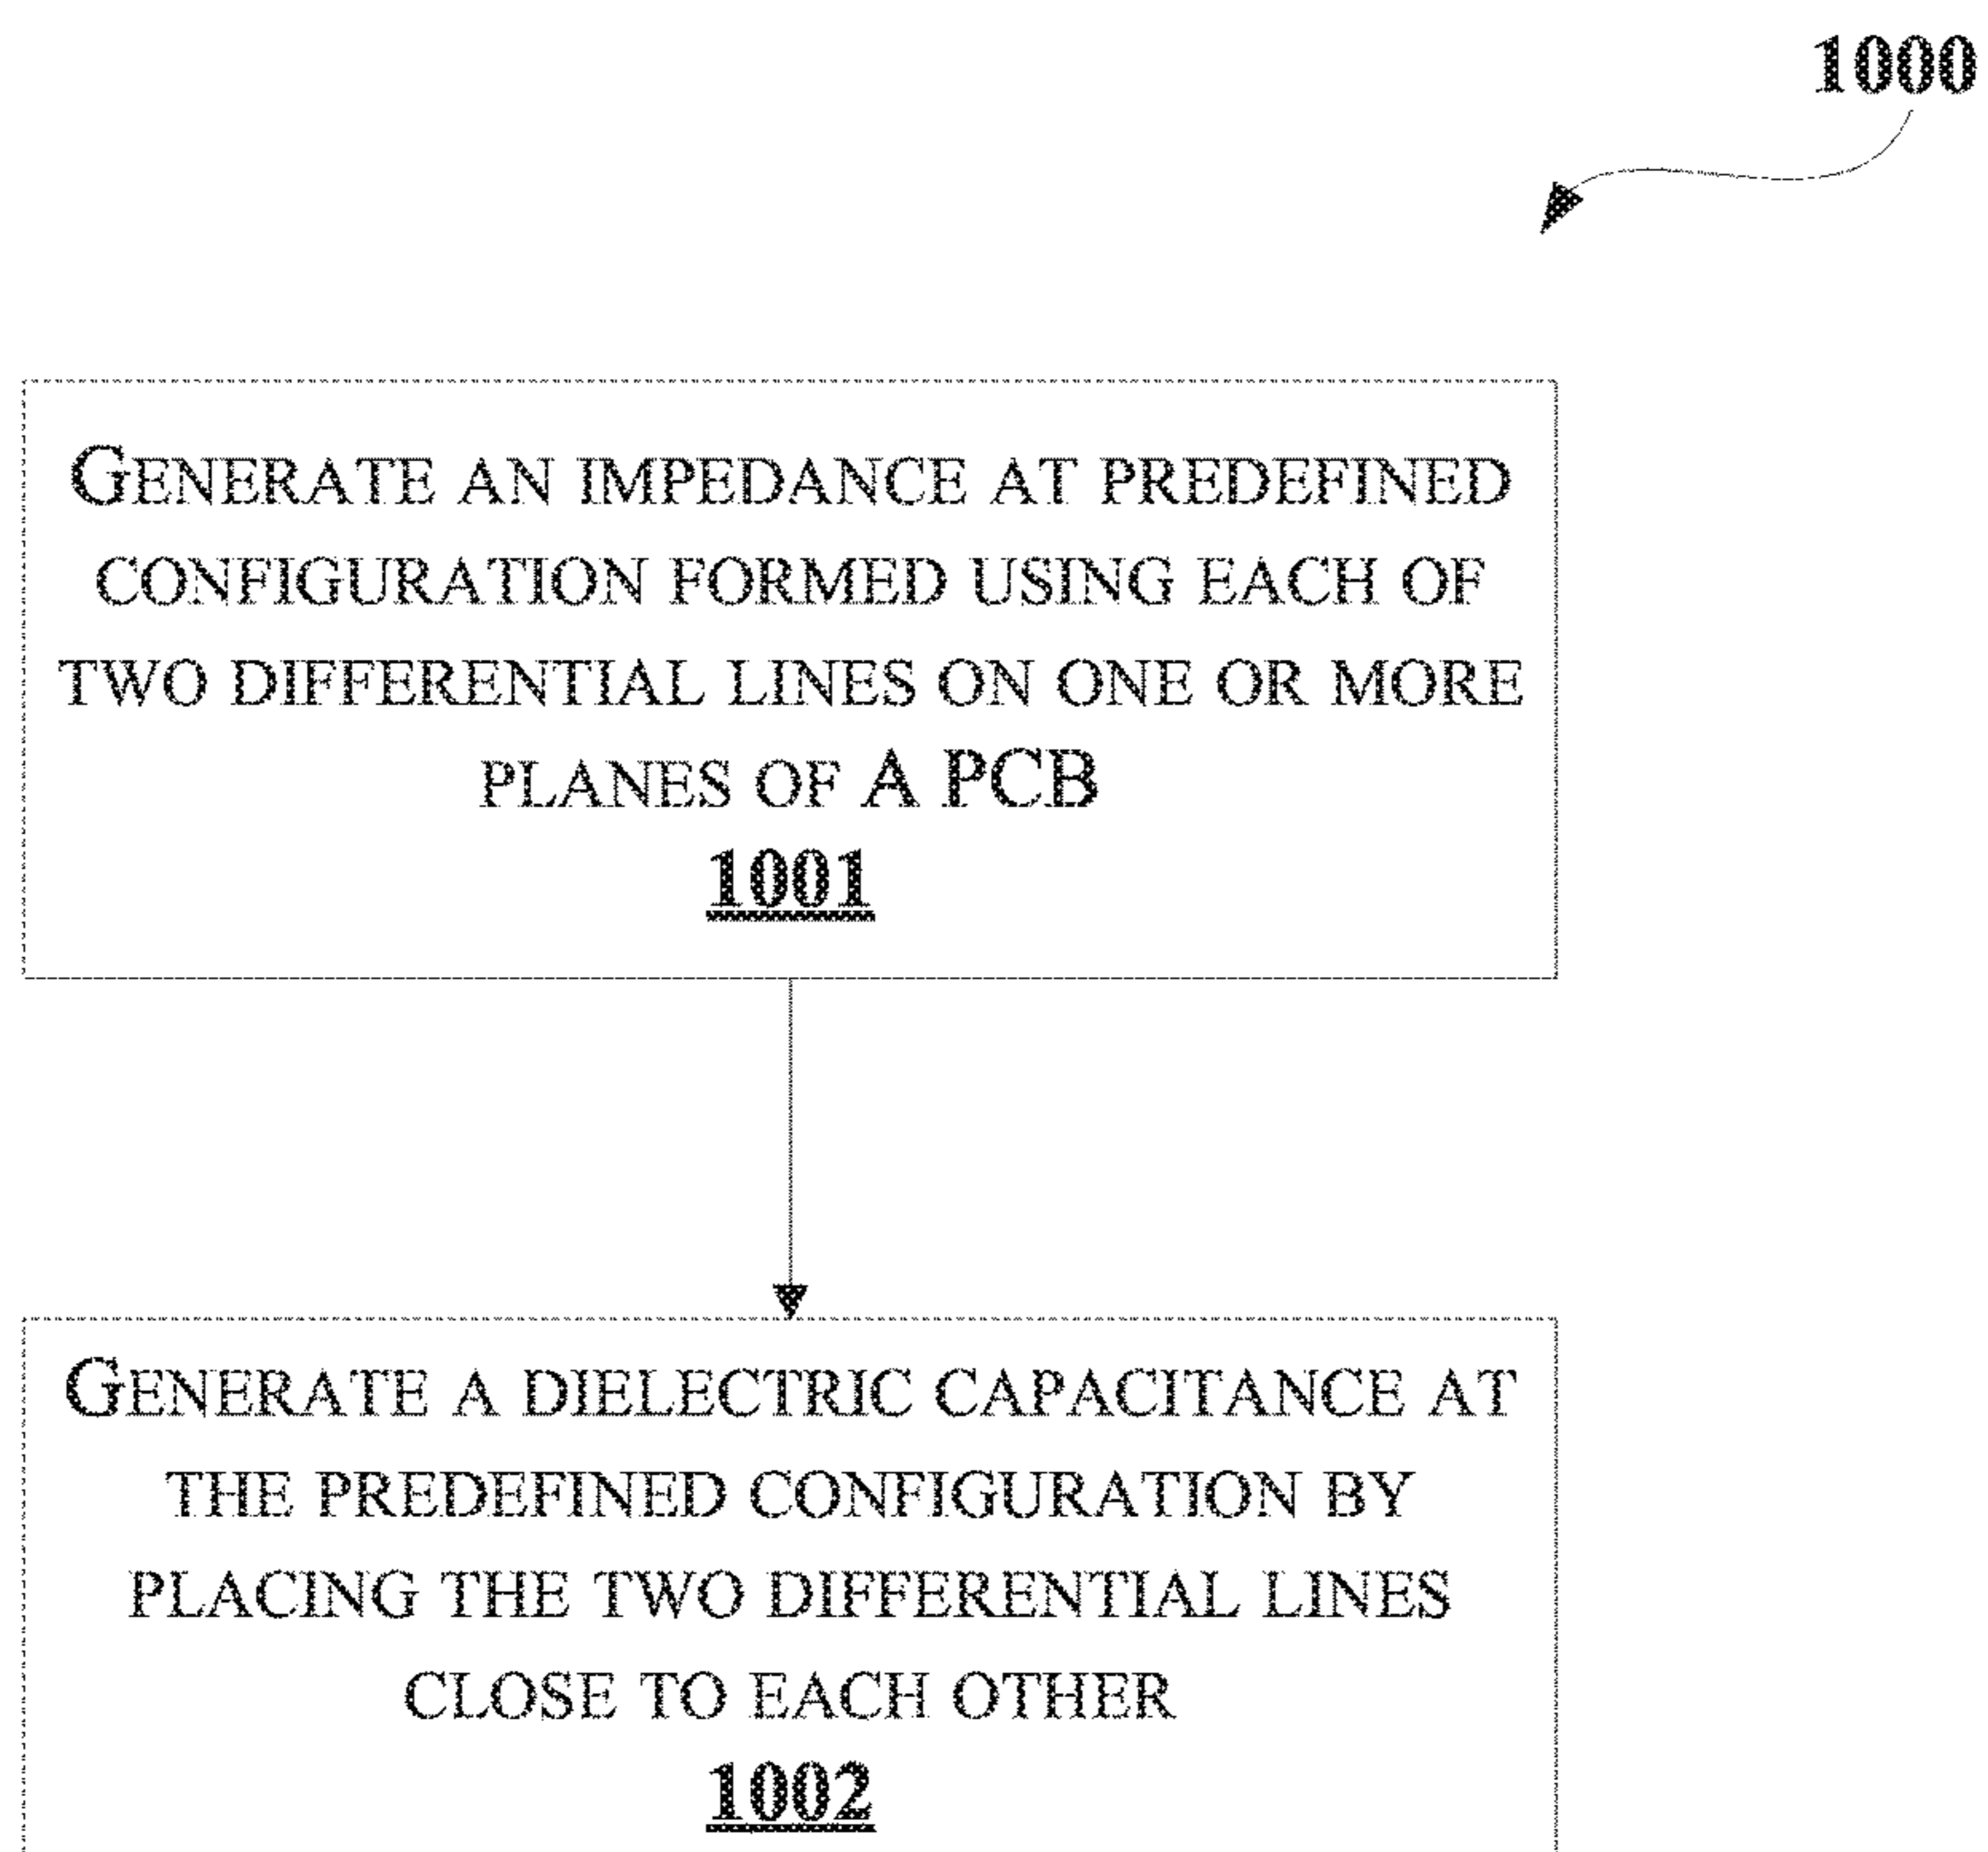 1000
GENERATE AN IMPEDANCE AT PREDEFINED
CONFIGURATION FORMED USING EACH OF
TWO DIFFERENTIAL LINES ON ONE OR MORE
PLANES OF A PCB
1001
GENERATE A DIELECTRIC CAPACITANCE AT
THE PREDEFINED CONFIGURATION BY
PLACING THE TWO DIFFERENTIAL LINES
CLOSE TO EACH OTHER
1002